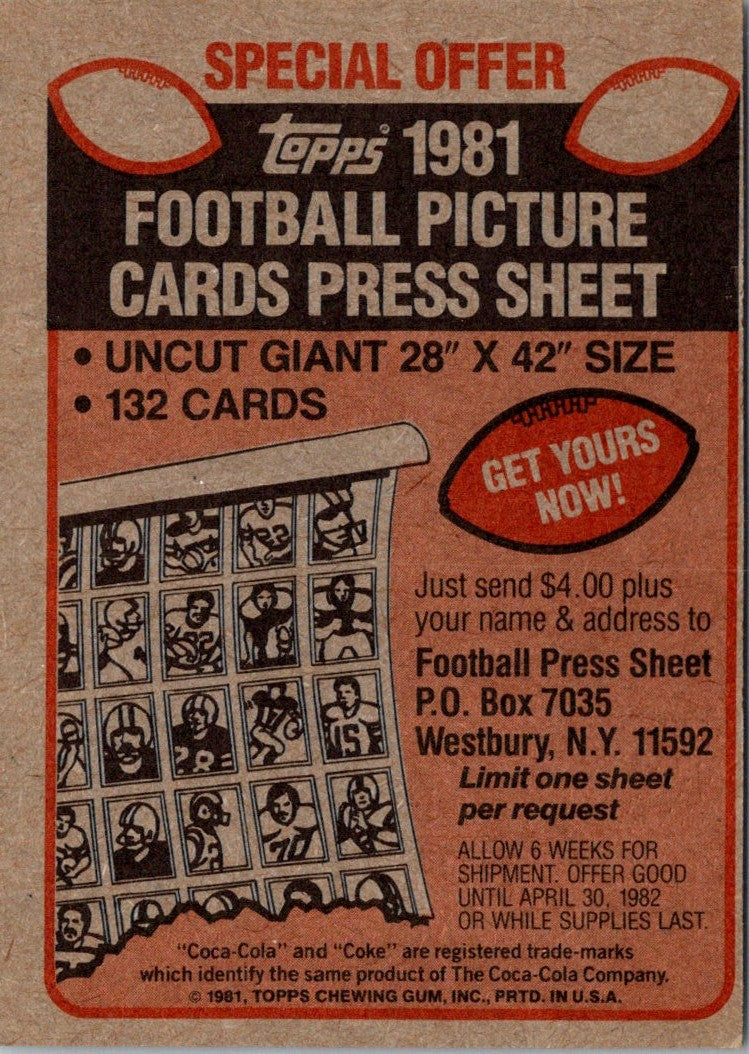 SPECIAL OFFER
Topps® 1981
FOOTBALL PICTURE
CARDS PRESS SHEET
• UNCUT GIANT 28" X 42" SIZE
• 132 CARDS
GET YOURS
NOW!
Just send $4.00 plus
your name & address to
Football Press Sheet
P.O. Box 7035
Westbury, N.Y. 11592
Limit one sheet
per request
ALLOW 6 WEEKS FOR
SHIPMENT. OFFER GOOD
UNTIL APRIL 30, 1982
OR WHILE SUPPLIES LAST.
"Coca-Cola" and "Coke" are registered trade-marks
which identify the same product of The Coca-Cola Company.
© 1981, TOPPS CHEWING GUM, INC., PRTD. IN U.S.A.